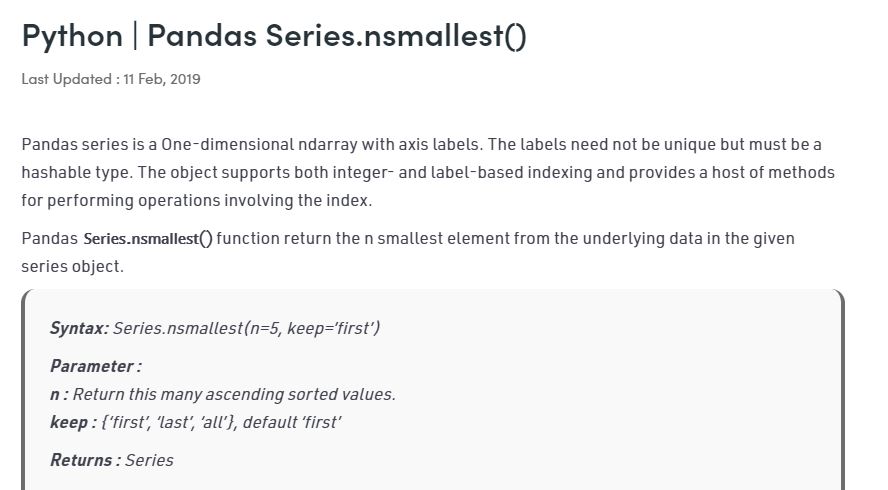 Python | Pandas Series.nsmallest()
Last Updated : 11 Feb, 2019
Pandas series is a One-dimensional ndarray with axis labels. The labels need not be unique but must be a
hashable type. The object supports both integer- and label-based indexing and provides a host of methods
for performing operations involving the index.
Pandas Series.nsmallest() function return the n smallest element from the underlying data in the given
series object.
Syntax: Series.nsmallest(n=5, keep=’first’)
Parameter :
n : Return this many ascending sorted values.
keep : {‘first’, ‘last’, ‘all’}, default ‘first’
Returns : Series